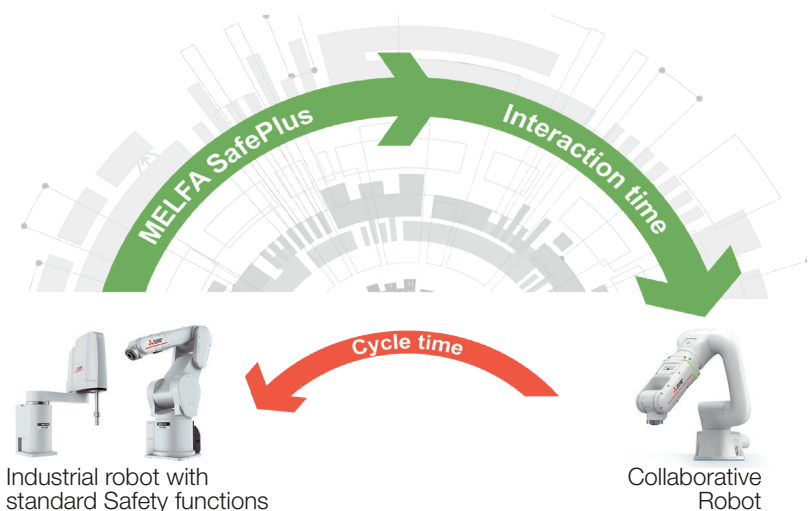 MELFA SafePlus
Interaction time
Cycle time
Industrial robot with
standard Safety functions
Collaborative
Robot